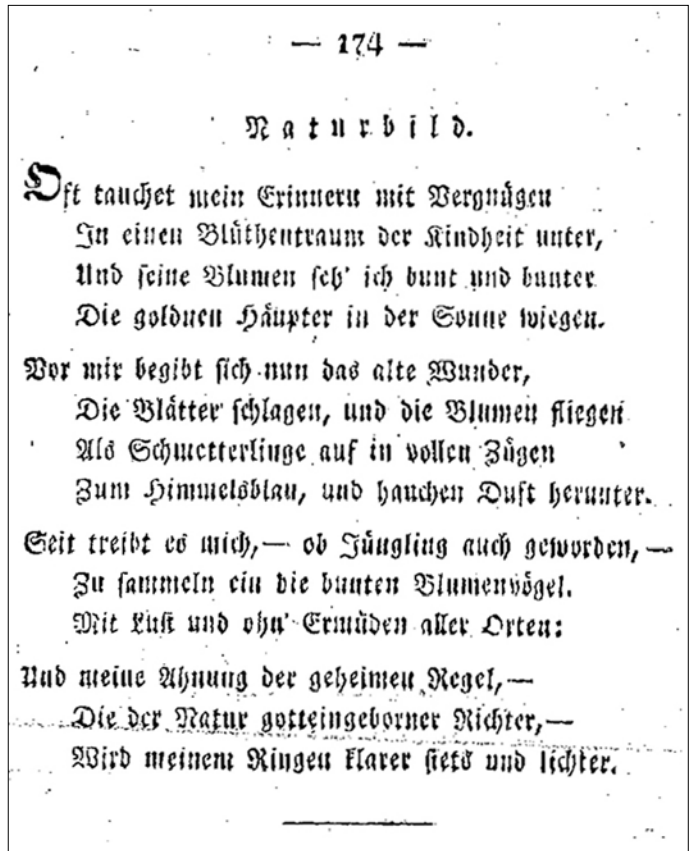 — 174 —
Naturbild.
Oft tauchet mein Erinnern mit Vergnügen
In einen Blüthentraum der Kindheit unter,
Und seine Blumen seh' ich bunt und bunter
Die goldnen Häupter in der Sonne wiegen.
Vor mir begibt sich nun das alte Wunder,
Die Blätter schlagen, und die Blumen fliegen
Als Schmetterlinge auf in vollen Zügen
Zum Himmelsblau, und hauchen Duft herunter.
Seit treibt es mich, — ob Jüngling auch geworden, —
Zu sammeln ein die bunten Blumenvögel.
Mit Lust und ohn' Ermüden aller Orten:
Und meine Ahnung der geheimen Regel, —
Die der Natur gotteingeborner Richter, —
Wird meinem Ringen klarer stets und lichter.